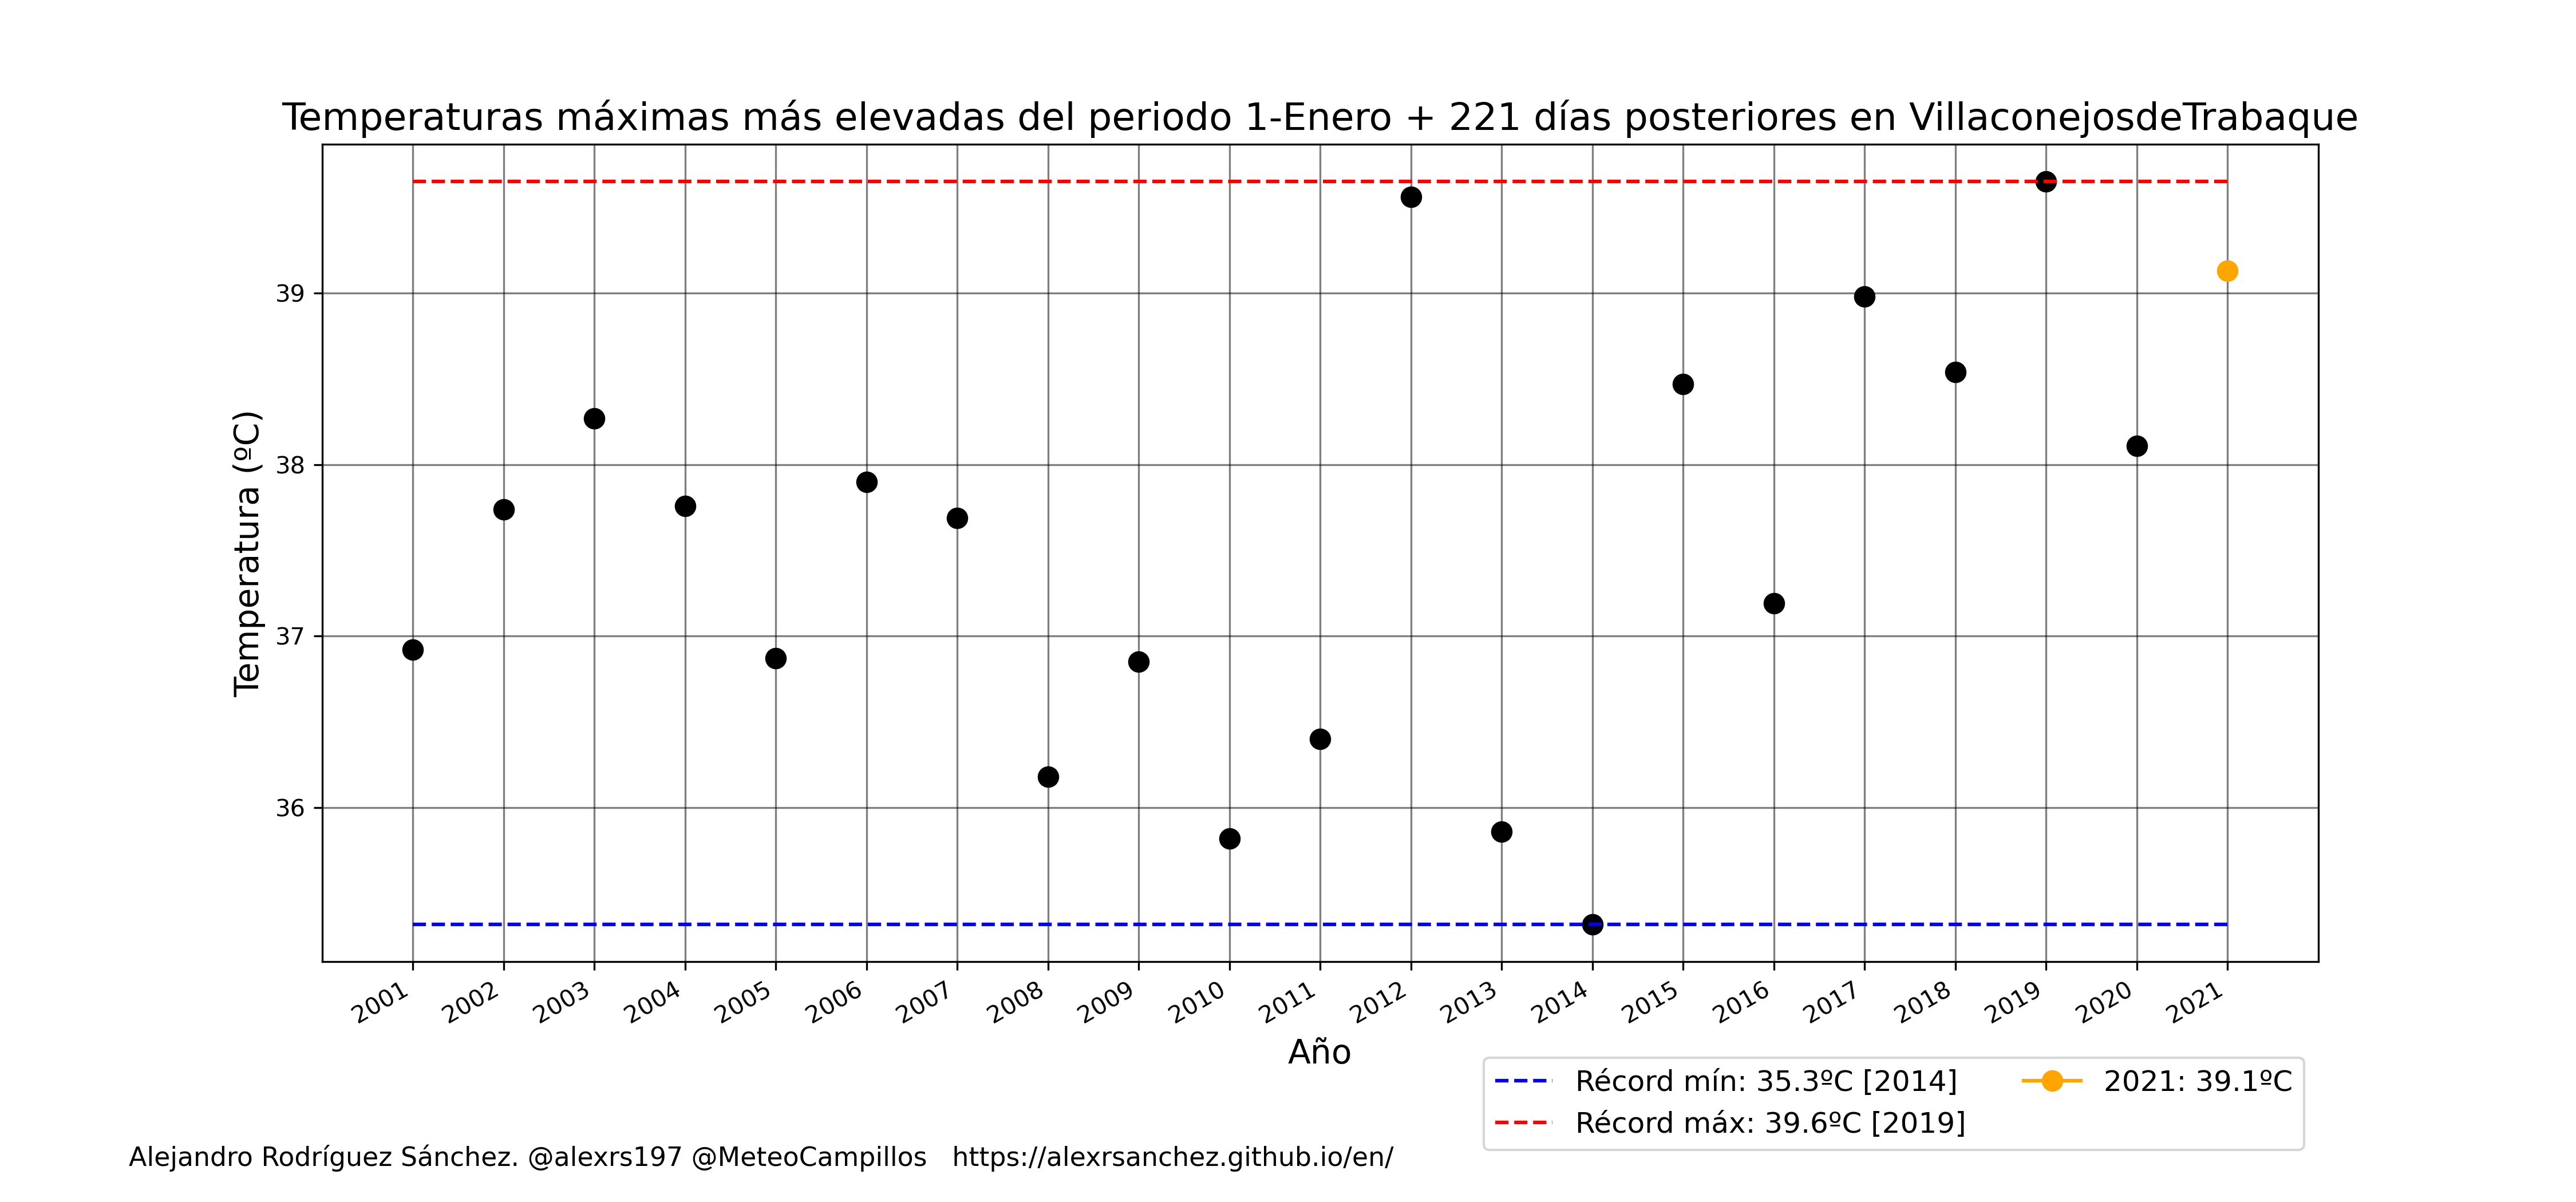 Temperaturas máximas más elevadas del periodo 1-Enero + 221 días posteriores en VillaconejosdeTrabaque
Temperatura (ºC)
39
38
37
36
2001 2002 2003 2004 2005 2006 2007 2008 2009 2010 2011 2012 2013 2014 2015 2016 2017 2018 2019 2020 2021
Año
Récord mín: 35.3ºC [2014]
Récord máx: 39.6ºC [2019]
2021: 39.1ºC
Alejandro Rodríguez Sánchez. @alexrs197 @MeteoCampillos https://alexrsanchez.github.io/en/